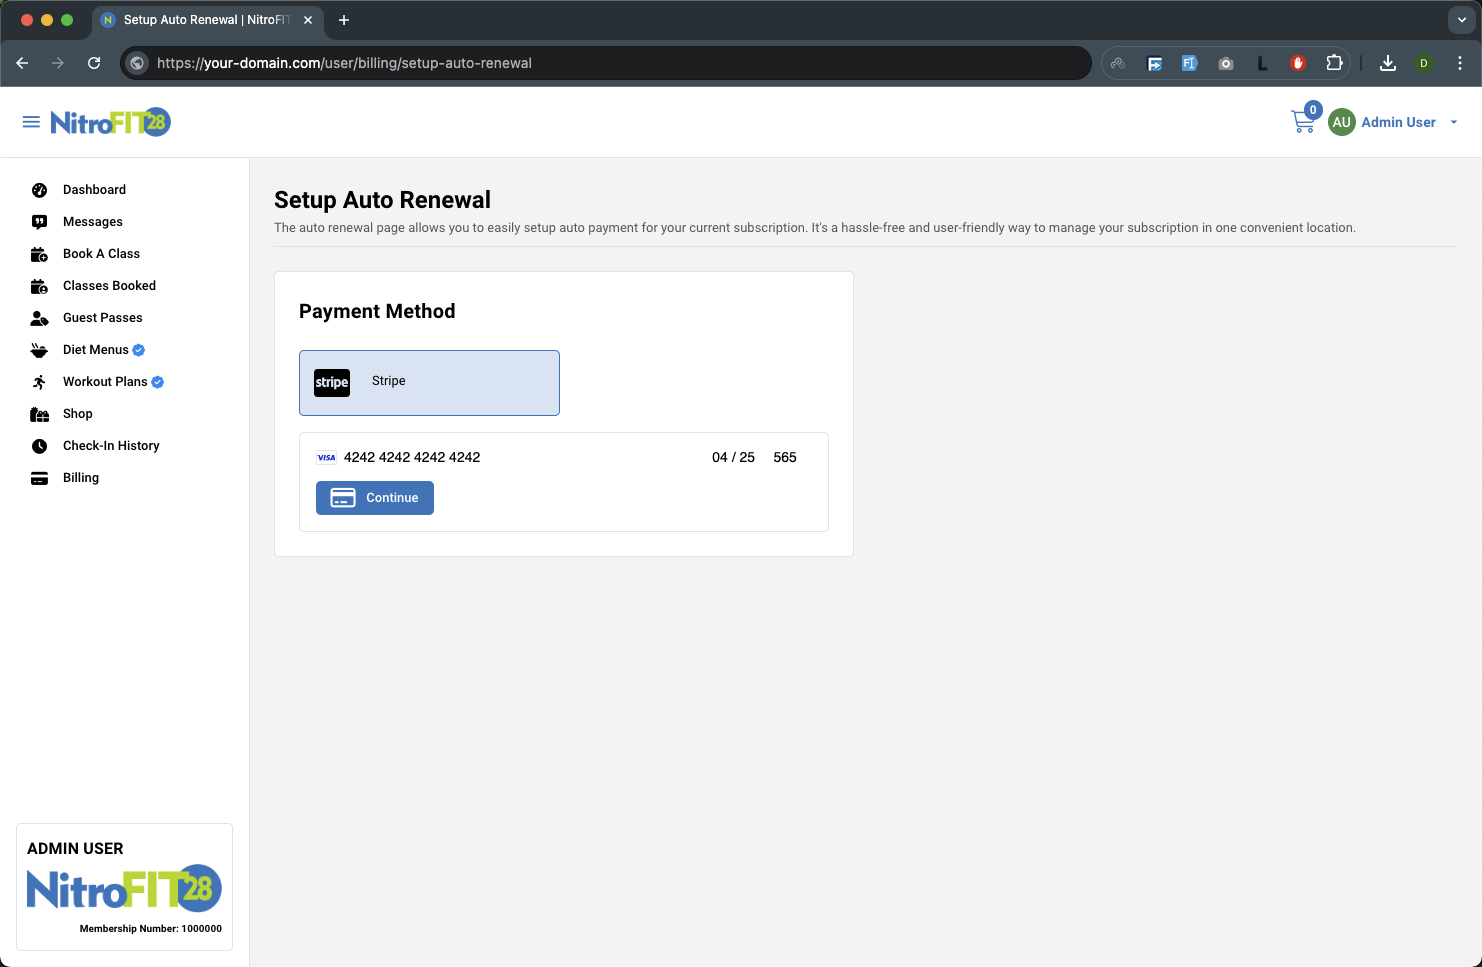 Setup Auto Renewal | NitroFIT
https://your-domain.com/user/billing/setup-auto-renewal
D
NitroFIT28
0
AU Admin User
Dashboard
Messages
Book A Class
Classes Booked
Guest Passes
Diet Menus
Workout Plans
Shop
Check-In History
Billing
Setup Auto Renewal
The auto renewal page allows you to easily setup auto payment for your current subscription. It's a hassle-free and user-friendly way to manage your subscription in one convenient location.
Payment Method
stripe Stripe
VISA 4242 4242 4242 4242 04 / 25 565
Continue
ADMIN USER
NitroFIT28
Membership Number: 1000000